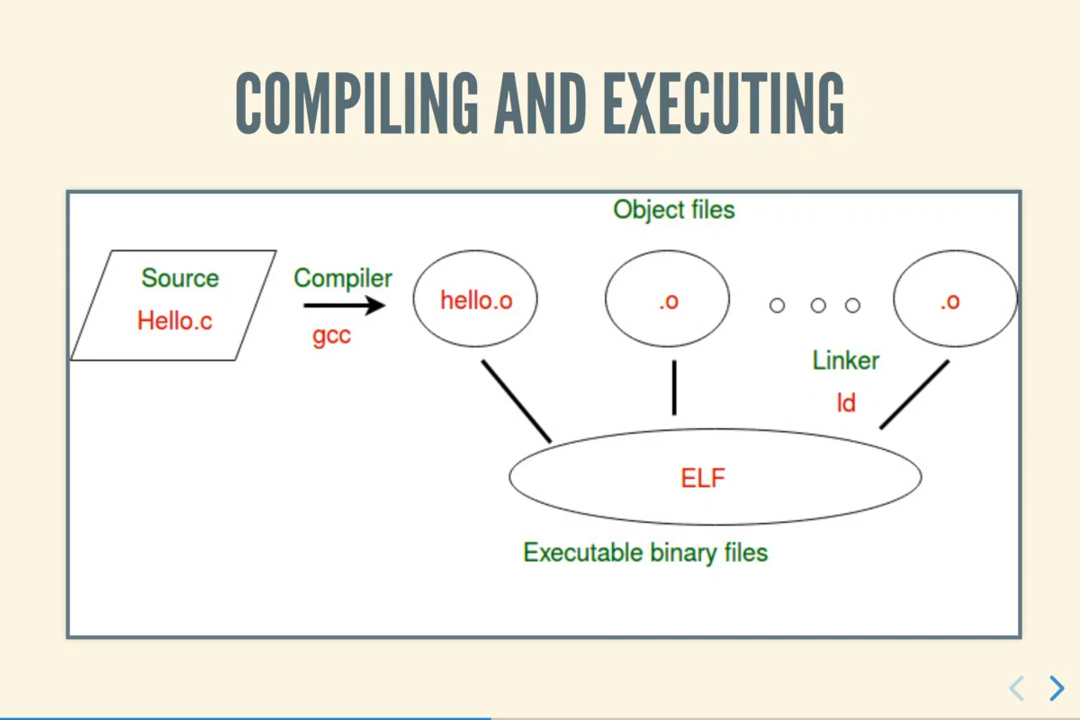 COMPILING AND EXECUTING
Object files
Source
Hello.c
Compiler
gcc
hello.o
.o
.o
Linker
ld
ELF
Executable binary files